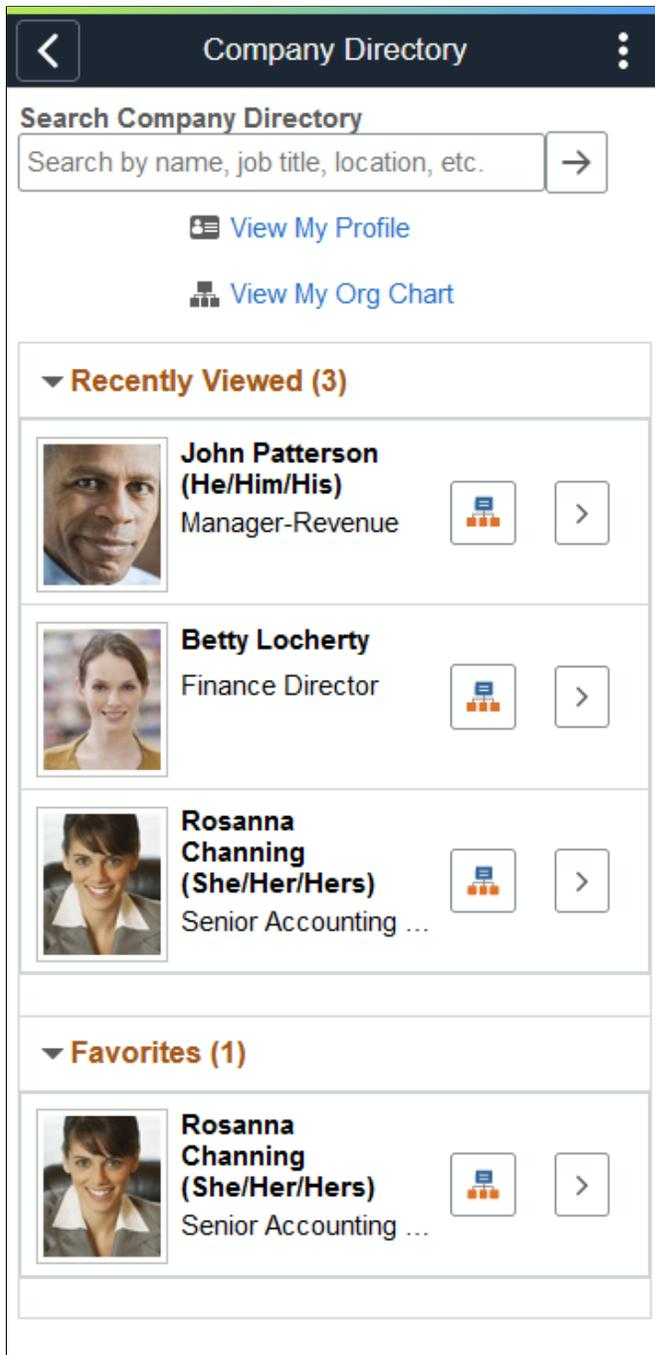 Company Directory
Search Company Directory
Search by name, job title, location, etc.
View My Profile
View My Org Chart
Recently Viewed (3)
John Patterson
(He/Him/His)
Manager-Revenue
Betty Locherty
Finance Director
Rosanna
Channing
(She/Her/Hers)
Senior Accounting ...
Favorites (1)
Rosanna
Channing
(She/Her/Hers)
Senior Accounting ...